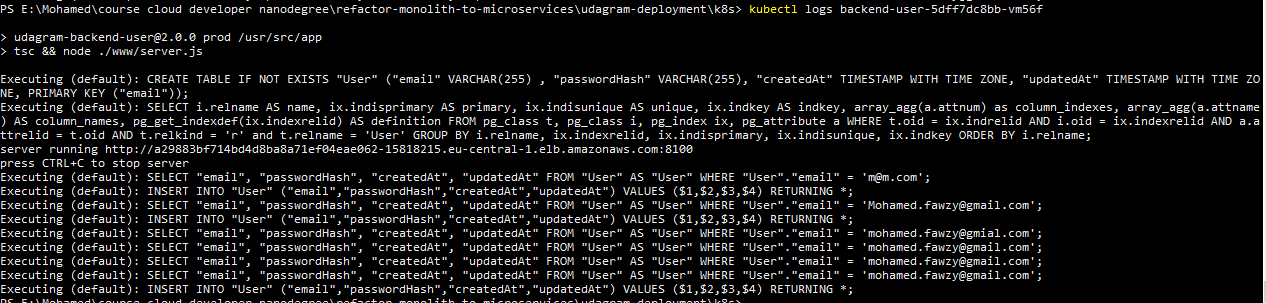 PS E:\Mohamed\course cloud developer nanodegree\refactor-monolith-to-microservices\udagram-deployment\k8s> kubectl logs backend-user-5dff7dc8bb-vm56f
> udagram-backend-user@2.0.0 prod /usr/src/app
> tsc && node ./www/server.js
Executing (default): CREATE TABLE IF NOT EXISTS "User" ("email" VARCHAR(255) , "passwordHash" VARCHAR(255), "createdAt" TIMESTAMP WITH TIME ZONE, "updatedAt" TIMESTAMP WITH TIME ZO
NE, PRIMARY KEY ("email"));
Executing (default): SELECT i.relname AS name, ix.indisprimary AS primary, ix.indisunique AS unique, ix.indkey AS indkey, array_agg(a.attnum) as column_indexes, array_agg(a.attname
) AS column_names, pg_get_indexdef(ix.indexrelid) AS definition FROM pg_class t, pg_class i, pg_index ix, pg_attribute a WHERE t.oid = ix.indrelid AND i.oid = ix.indexrelid AND a.a
ttrelid = t.oid AND t.relkind = 'r' and t.relname = 'User' GROUP BY i.relname, ix.indexrelid, ix.indisprimary, ix.indisunique, ix.indkey ORDER BY i.relname;
server running http://a29883bf714bd4d8ba8a71ef04eae062-15818215.eu-central-1.elb.amazonaws.com:8100
press CTRL+C to stop server
Executing (default): SELECT "email", "passwordHash", "createdAt", "updatedAt" FROM "User" AS "User" WHERE "User"."email" = 'm@m.com';
Executing (default): INSERT INTO "User" ("email","passwordHash","createdAt","updatedAt") VALUES ($1,$2,$3,$4) RETURNING *;
Executing (default): SELECT "email", "passwordHash", "createdAt", "updatedAt" FROM "User" AS "User" WHERE "User"."email" = 'Mohamed.fawzy@gmail.com';
Executing (default): INSERT INTO "User" ("email","passwordHash","createdAt","updatedAt") VALUES ($1,$2,$3,$4) RETURNING *;
Executing (default): SELECT "email", "passwordHash", "createdAt", "updatedAt" FROM "User" AS "User" WHERE "User"."email" = 'mohamed.fawzy@gmial.com';
Executing (default): SELECT "email", "passwordHash", "createdAt", "updatedAt" FROM "User" AS "User" WHERE "User"."email" = 'mohamed.fawzy@gmail.com';
Executing (default): SELECT "email", "passwordHash", "createdAt", "updatedAt" FROM "User" AS "User" WHERE "User"."email" = 'mohamed.fawzy@gmail.com';
Executing (default): SELECT "email", "passwordHash", "createdAt", "updatedAt" FROM "User" AS "User" WHERE "User"."email" = 'mohamed.fawzy@gmail.com';
Executing (default): INSERT INTO "User" ("email","passwordHash","createdAt","updatedAt") VALUES ($1,$2,$3,$4) RETURNING *;
PS E:\Mohamed\course cloud developer nanodegree\refactor-monolith-to-microservices\udagram-deployment\k8s>